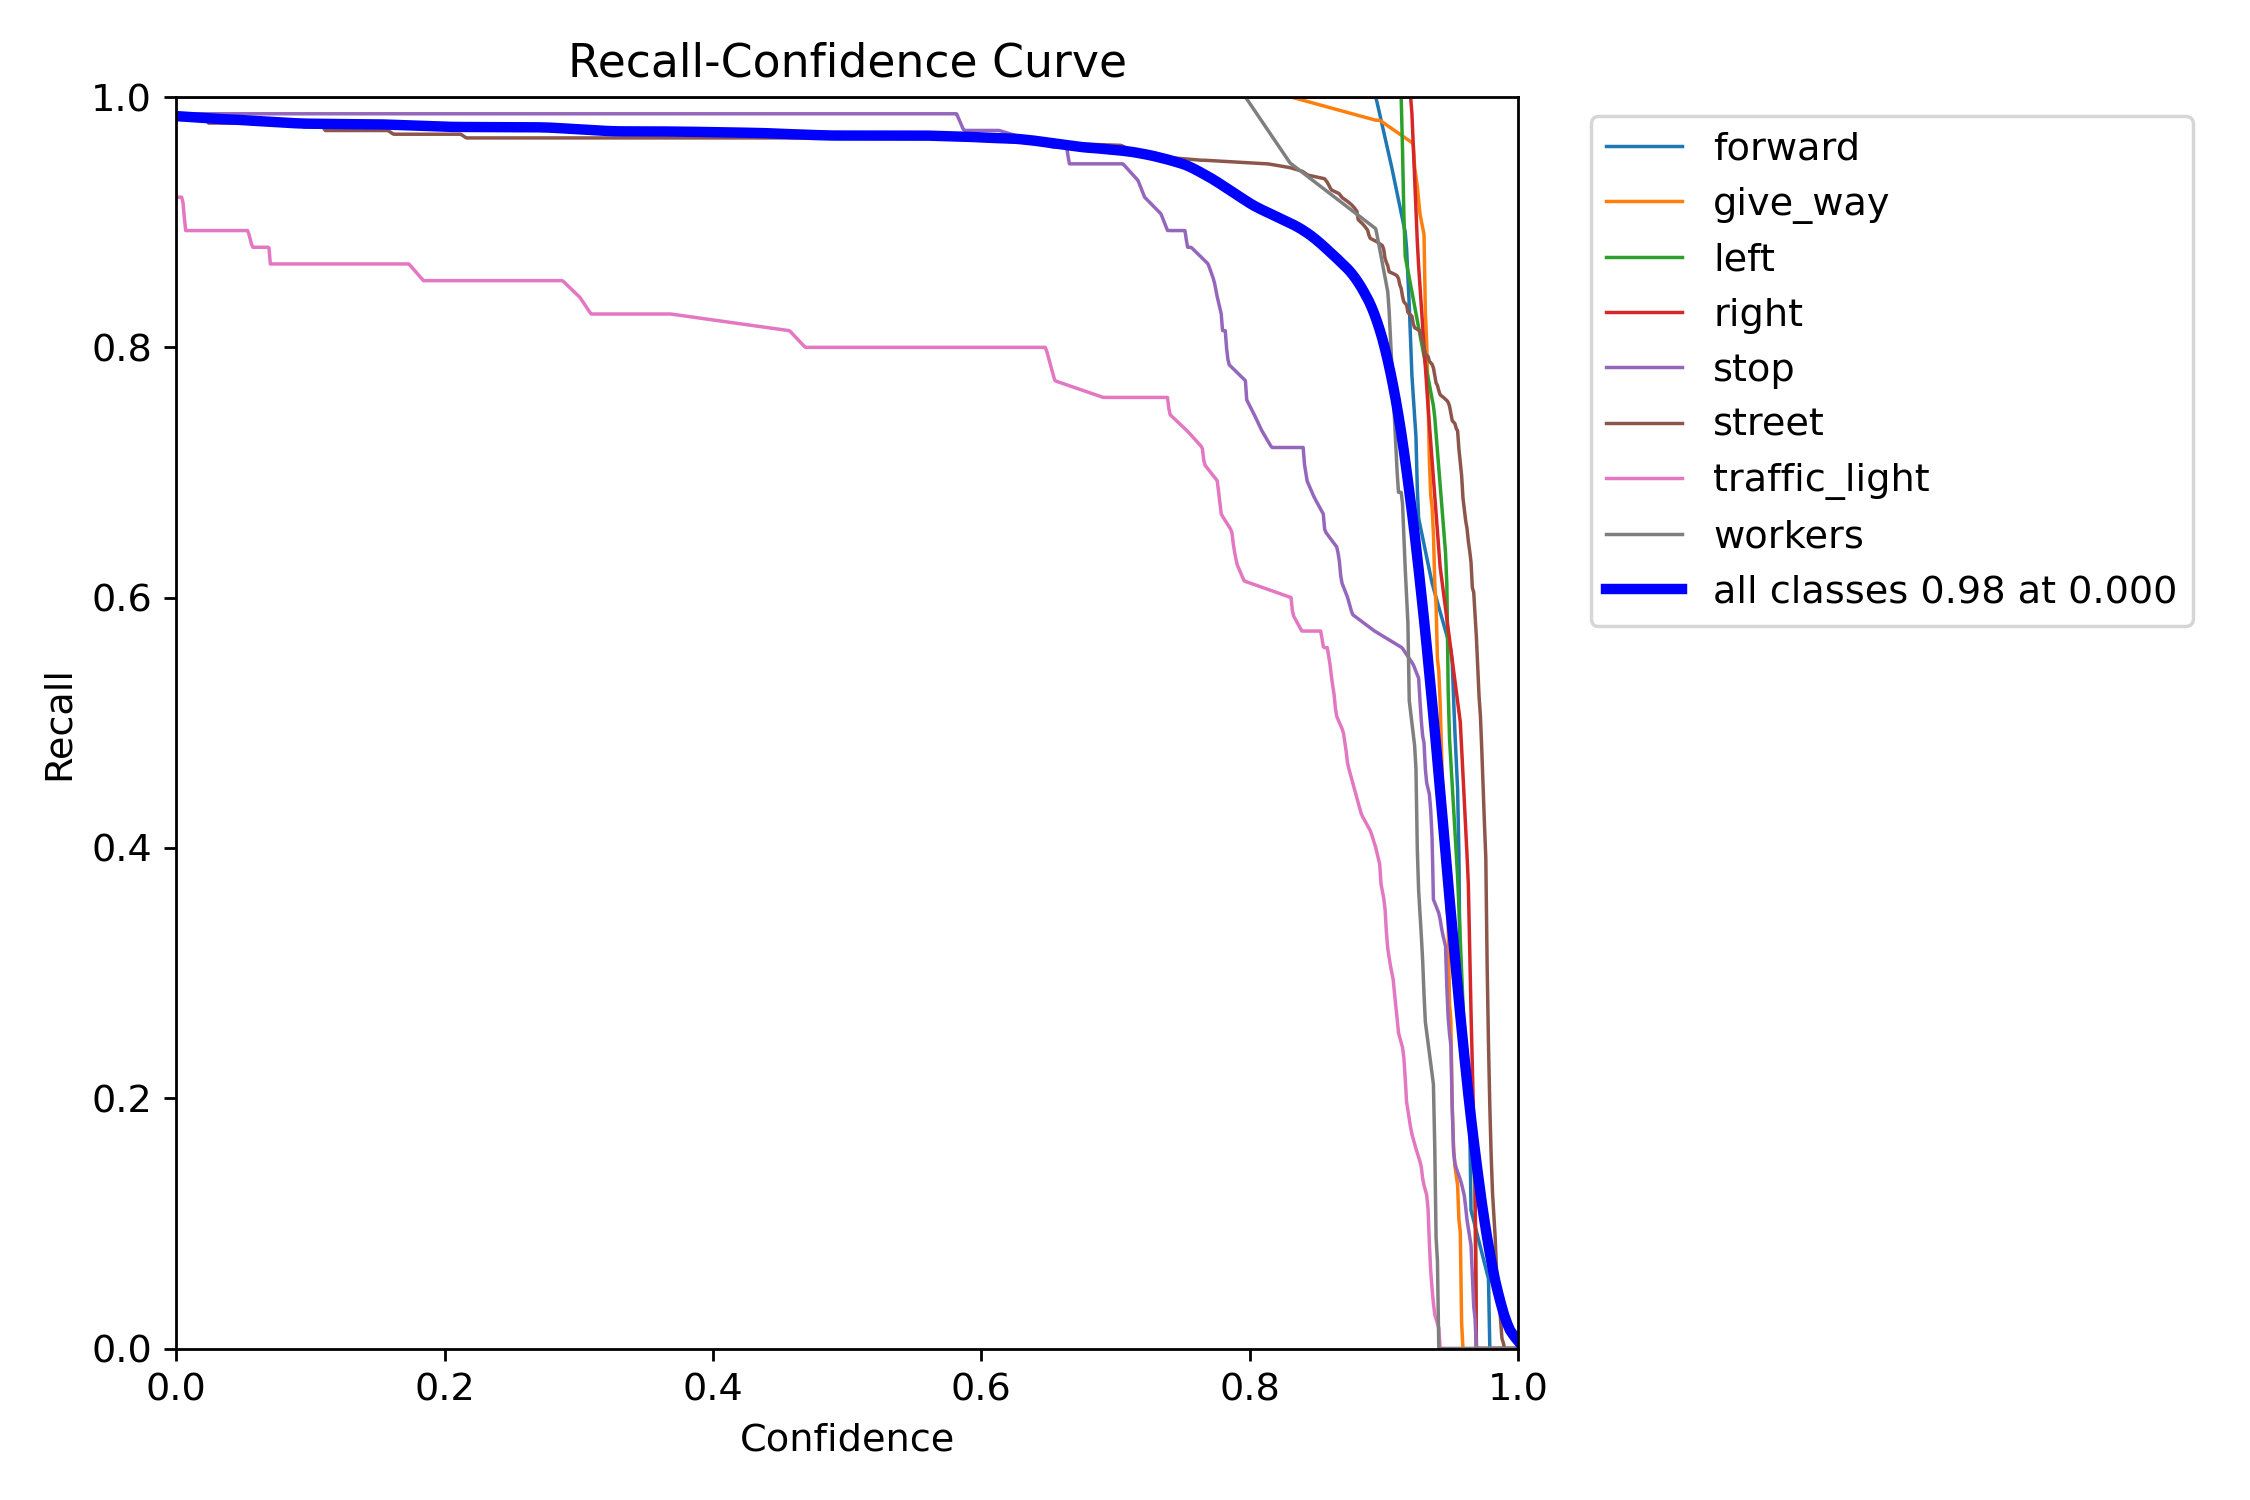 Recall-Confidence Curve
1.0
0.8
0.6
0.4
0.2
0.0
Recall
0.0 0.2 0.4 0.6 0.8 1.0
Confidence
forward
give_way
left
right
stop
street
traffic_light
workers
all classes 0.98 at 0.000